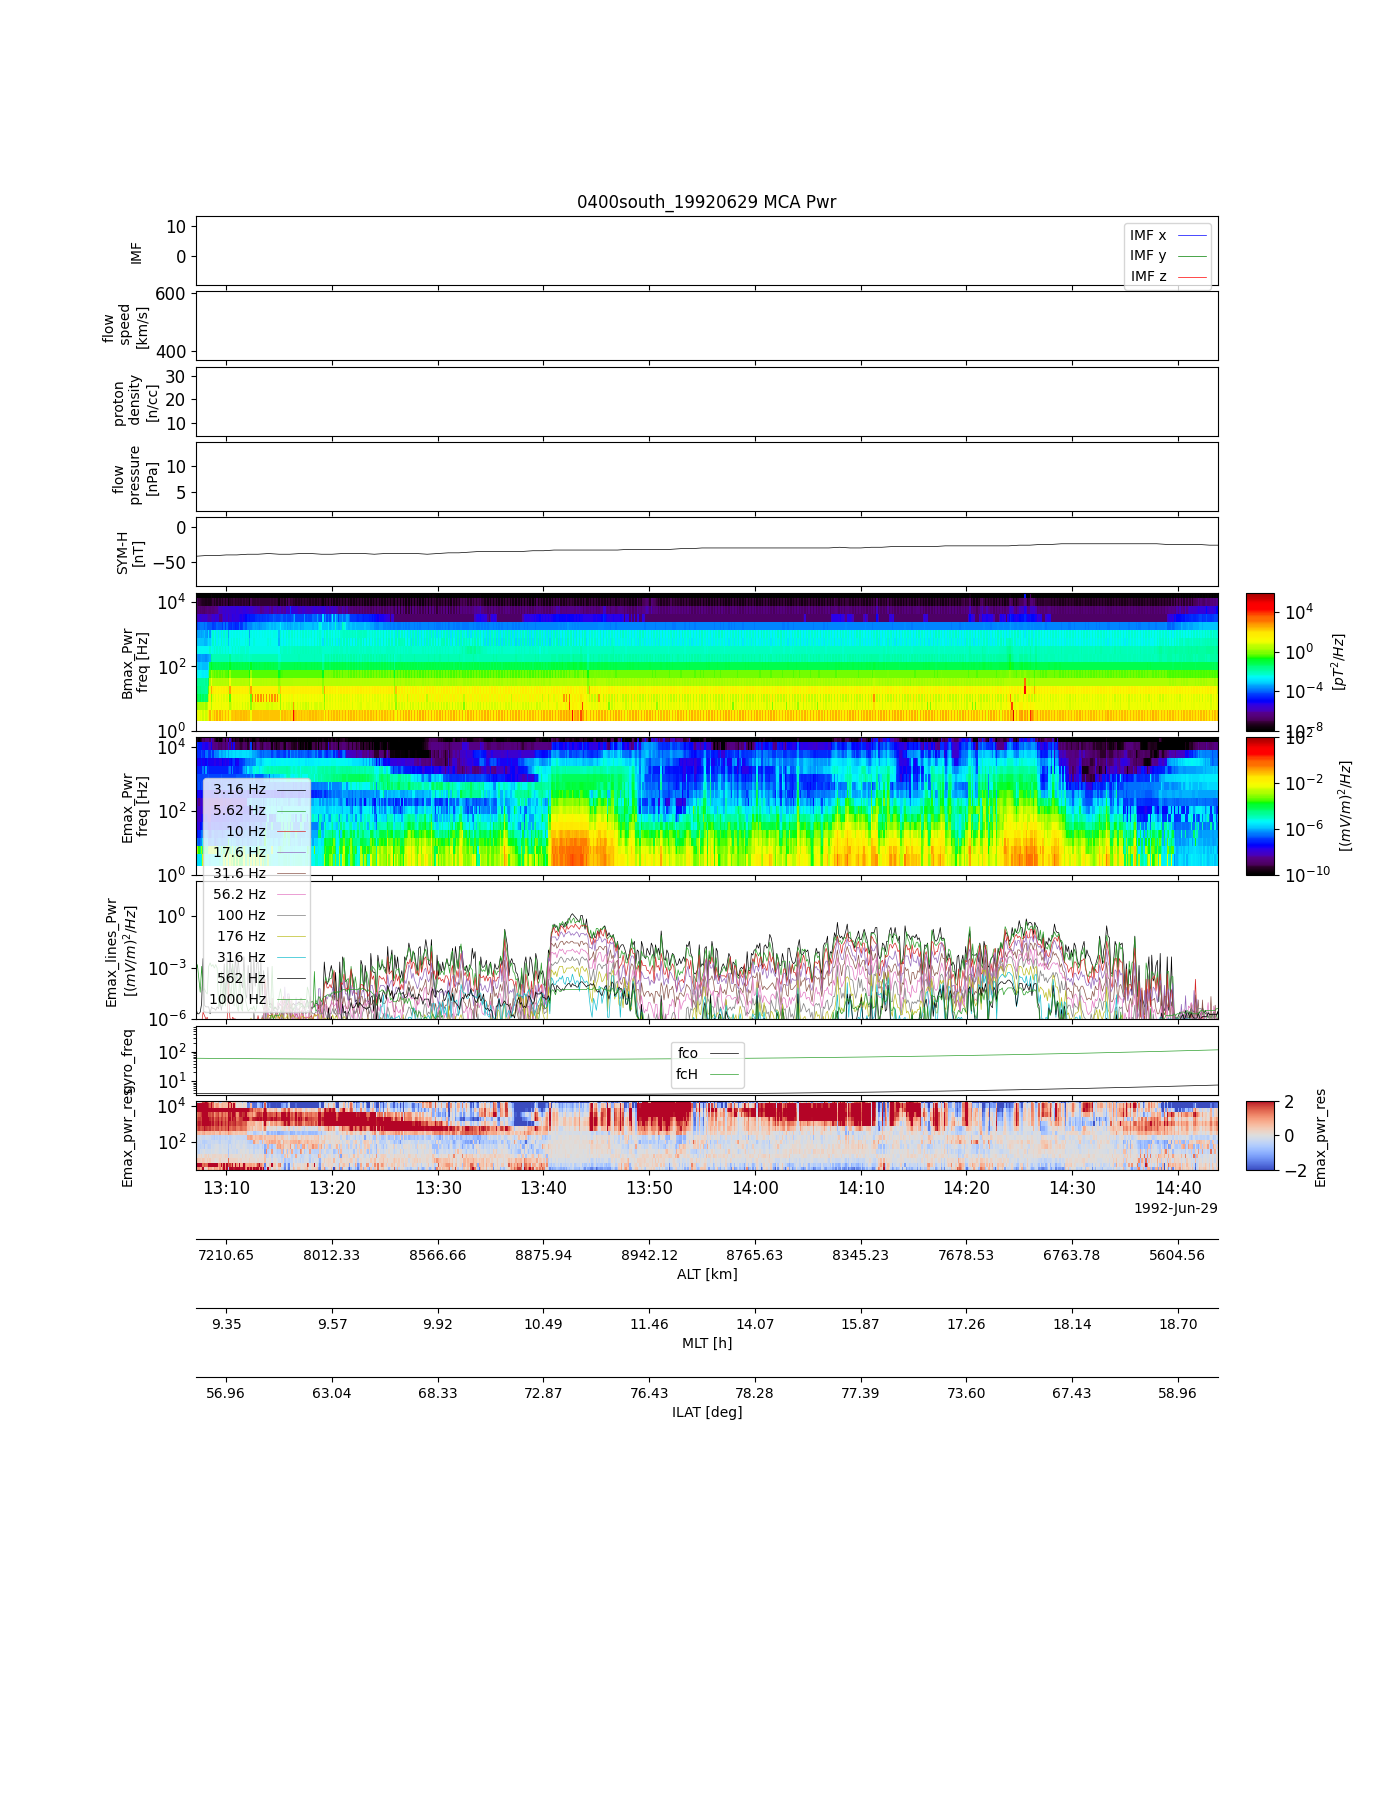 0400south_19920629 MCA Pwr
10
0
IMF
IMF x
IMF y
IMF z
600
400
flow
speed
[km/s]
30
20
10
proton
density
[n/cc]
10
5
flow
pressure
[nPa]
0
−50
SYM-H
[nT]
10^4
10^2
10^0
Bmax_Pwr
freq [Hz]
10^4
10^0
10^−4
10^−8
[pT^2/Hz]
10^4
10^2
10^0
Emax_Pwr
freq [Hz]
10^2
10^−2
10^−6
10^−10
[(mV/m)^2/Hz]
3.16 Hz
5.62 Hz
10 Hz
17.6 Hz
31.6 Hz
56.2 Hz
100 Hz
176 Hz
316 Hz
562 Hz
1000 Hz
10^0
10^−3
10^−6
Emax_lines_Pwr
[(mV/m)^2/Hz]
10^2
10^1
gyro_freq
fco
fcH
10^4
10^2
Emax_pwr_res
2
0
−2
Emax_pwr_res
13:10 13:20 13:30 13:40 13:50 14:00 14:10 14:20 14:30 14:40
1992-Jun-29
7210.65 8012.33 8566.66 8875.94 8942.12 8765.63 8345.23 7678.53 6763.78 5604.56
ALT [km]
9.35 9.57 9.92 10.49 11.46 14.07 15.87 17.26 18.14 18.70
MLT [h]
56.96 63.04 68.33 72.87 76.43 78.28 77.39 73.60 67.43 58.96
ILAT [deg]